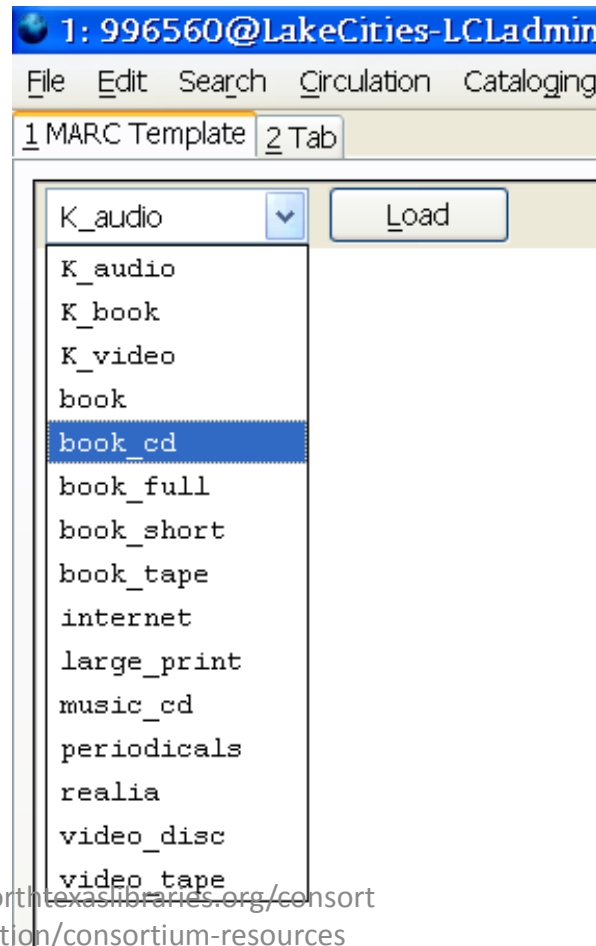 1: 996560@LakeCities-LCLadmin
File Edit Search Circulation Cataloging
1 MARC Template 2 Tab
K_audio Load
K_audio
K_book
K_video
book
book_cd
book_full
book_short
book_tape
internet
large_print
music_cd
periodicals
realia
video_disc
video_tape
rthtexaslibraries.org/consort
tion/consortium-resources